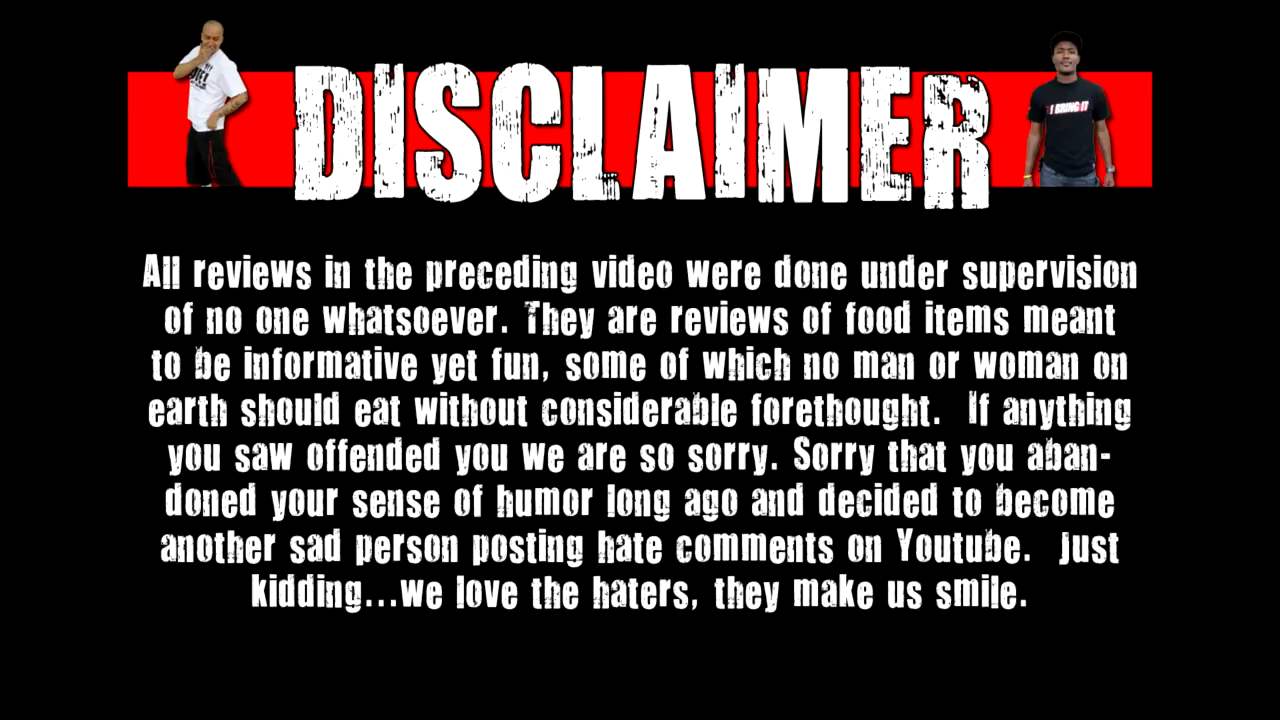 DISCLAIMER
I BRING IT
All reviews in the preceding video were done under supervision
of no one whatsoever. They are reviews of food items meant
to be informative yet fun, some of which no man or woman on
earth should eat without considerable forethought. If anything
you saw offended you we are so sorry. Sorry that you aban-
doned your sense of humor long ago and decided to become
another sad person posting hate comments on Youtube. Just
kidding...we love the haters, they make us smile.